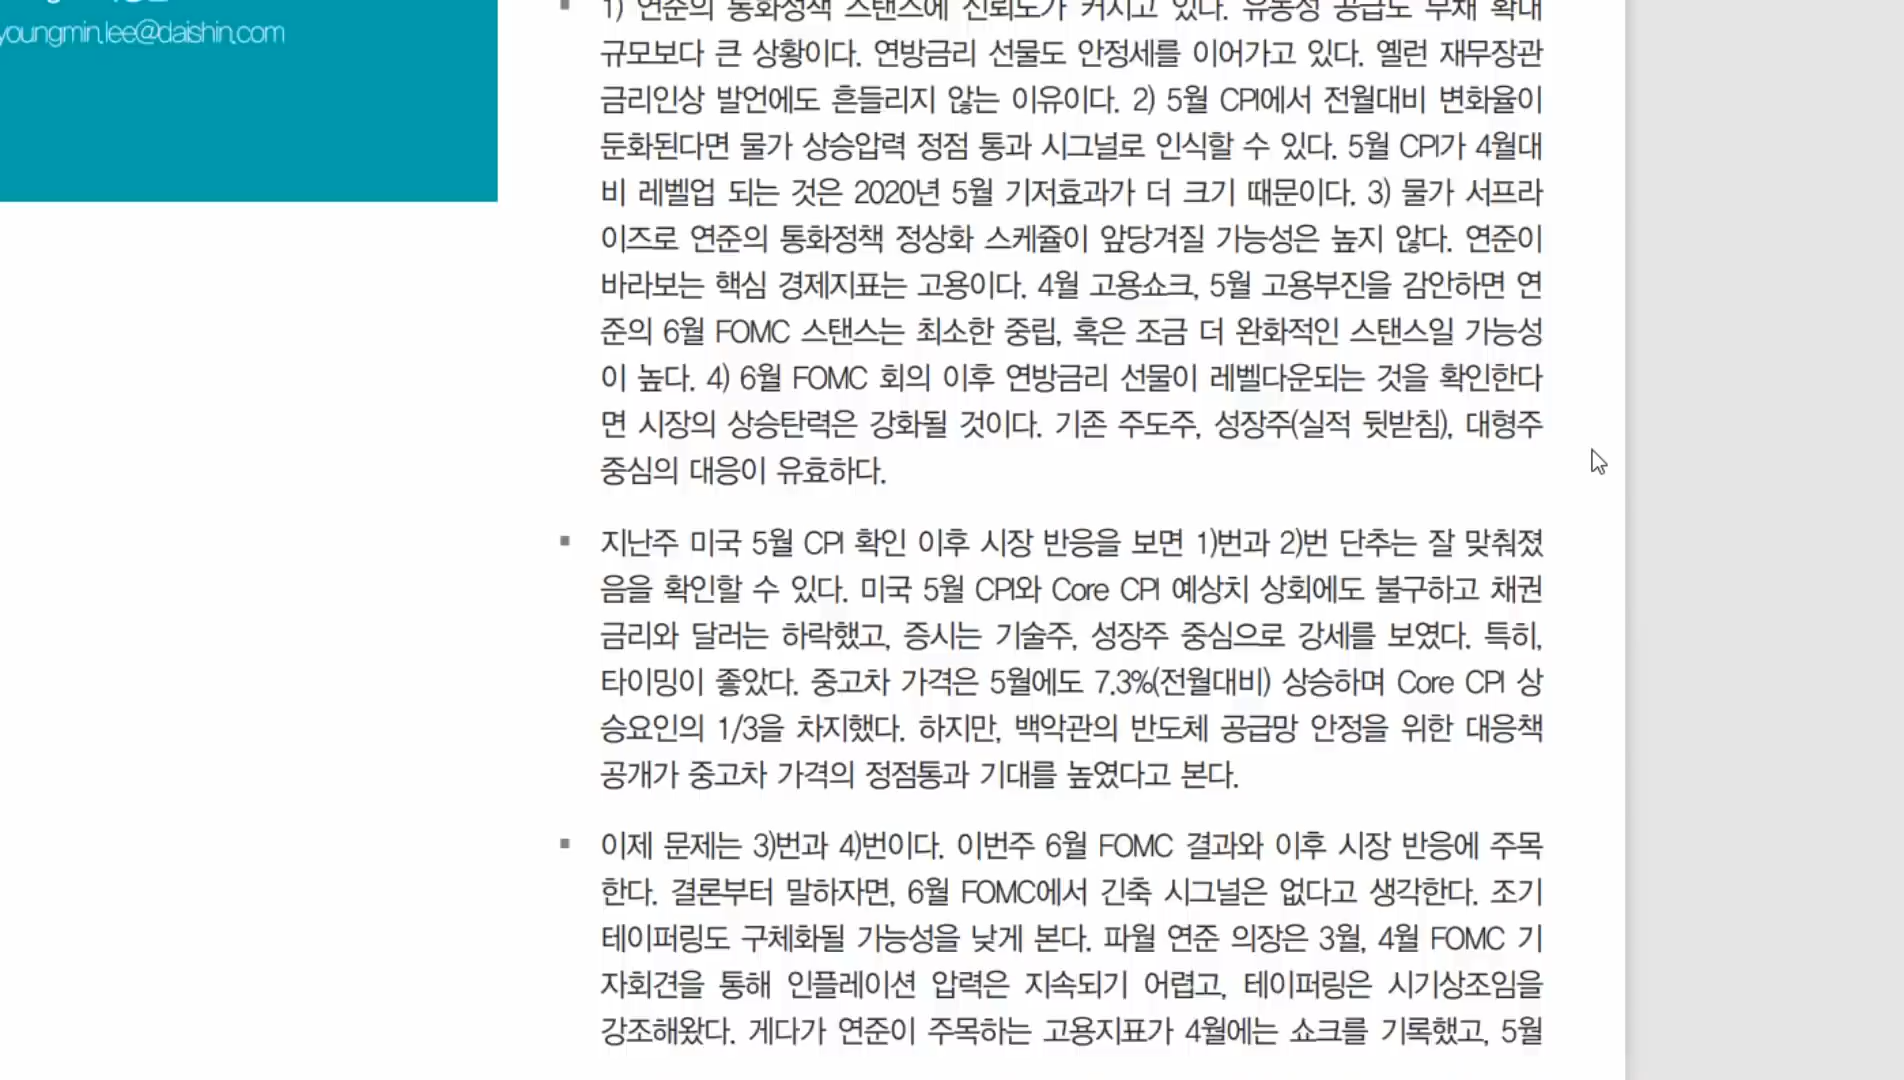 youngmin.lee@daishin.com
1) 연준의 통화정책 스탠스에 신뢰도가 커지고 있다. 유동성 공급도 부채 확대
규모보다 큰 상황이다. 연방금리 선물도 안정세를 이어가고 있다. 옐런 재무장관
금리인상 발언에도 흔들리지 않는 이유이다. 2) 5월 CPI에서 전월대비 변화율이
둔화된다면 물가 상승압력 정점 통과 시그널로 인식할 수 있다. 5월 CPI가 4월대
비 레벨업 되는 것은 2020년 5월 기저효과가 더 크기 때문이다. 3) 물가 서프라
이즈로 연준의 통화정책 정상화 스케쥴이 앞당겨질 가능성은 높지 않다. 연준이
바라보는 핵심 경제지표는 고용이다. 4월 고용쇼크, 5월 고용부진을 감안하면 연
준의 6월 FOMC 스탠스는 최소한 중립, 혹은 조금 더 완화적인 스탠스일 가능성
이 높다. 4) 6월 FOMC 회의 이후 연방금리 선물이 레벨다운되는 것을 확인한다
면 시장의 상승탄력은 강화될 것이다. 기존 주도주, 성장주(실적 뒷받침), 대형주
중심의 대응이 유효하다.
▪ 지난주 미국 5월 CPI 확인 이후 시장 반응을 보면 1)번과 2)번 단추는 잘 맞춰졌
음을 확인할 수 있다. 미국 5월 CPI와 Core CPI 예상치 상회에도 불구하고 채권
금리와 달러는 하락했고, 증시는 기술주, 성장주 중심으로 강세를 보였다. 특히,
타이밍이 좋았다. 중고차 가격은 5월에도 7.3%(전월대비) 상승하며 Core CPI 상
승요인의 1/3을 차지했다. 하지만, 백악관의 반도체 공급망 안정을 위한 대응책
공개가 중고차 가격의 정점통과 기대를 높였다고 본다.
▪ 이제 문제는 3)번과 4)번이다. 이번주 6월 FOMC 결과와 이후 시장 반응에 주목
한다. 결론부터 말하자면, 6월 FOMC에서 긴축 시그널은 없다고 생각한다. 조기
테이퍼링도 구체화될 가능성을 낮게 본다. 파월 연준 의장은 3월, 4월 FOMC 기
자회견을 통해 인플레이션 압력은 지속되기 어렵고, 테이퍼링은 시기상조임을
강조해왔다. 게다가 연준이 주목하는 고용지표가 4월에는 쇼크를 기록했고, 5월